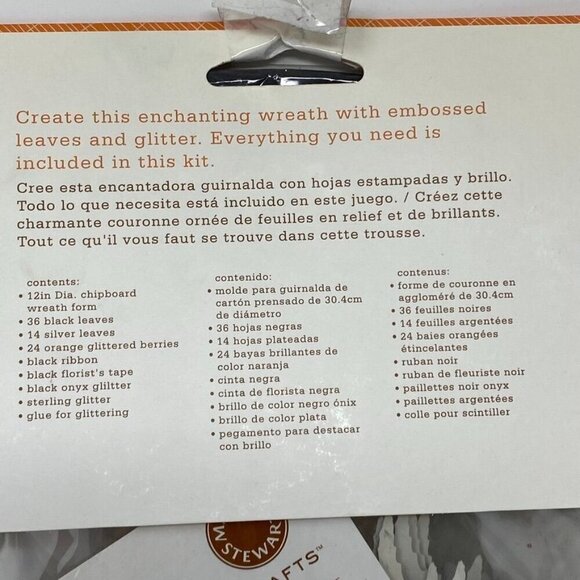 Create this enchanting wreath with embossed
leaves and glitter. Everything you need is
included in this kit.
Cree esta encantadora guirnalda con hojas estampadas y brillo.
Todo lo que necesita está incluido en este juego. / Créez cette
charmante couronne ornée de feuilles en relief et de brillants.
Tout ce qu'il vous faut se trouve dans cette trousse.
contents:
• 12in Dia. chipboard
wreath form
• 36 black leaves
• 14 silver leaves
• 24 orange glittered berries
• black ribbon
• black florist's tape
• black onyx glilter
• sterling glitter
• glue for glittering
contenido:
• molde para guirnalda de
cartón prensado de 30.4cm
de diámetro
• 36 hojas negras
• 14 hojas plateadas
• 24 bayas brillantes de
color naranja
• cinta negra
• cinta de florista negra
• brillo de color negro ónix
• brillo de color plata
• pegamento para destacar
con brillo
contenus:
• forme de couronne en
aggloméré de 30.4cm
• 36 feuilles noires
• 14 feuilles argentées
• 24 baies orangées
étincelantes
• ruban noir
• ruban de fleuriste noir
• paillettes noir onyx
• paillettes argentées
• colle pour scintiller
STEWAR
AFTS™